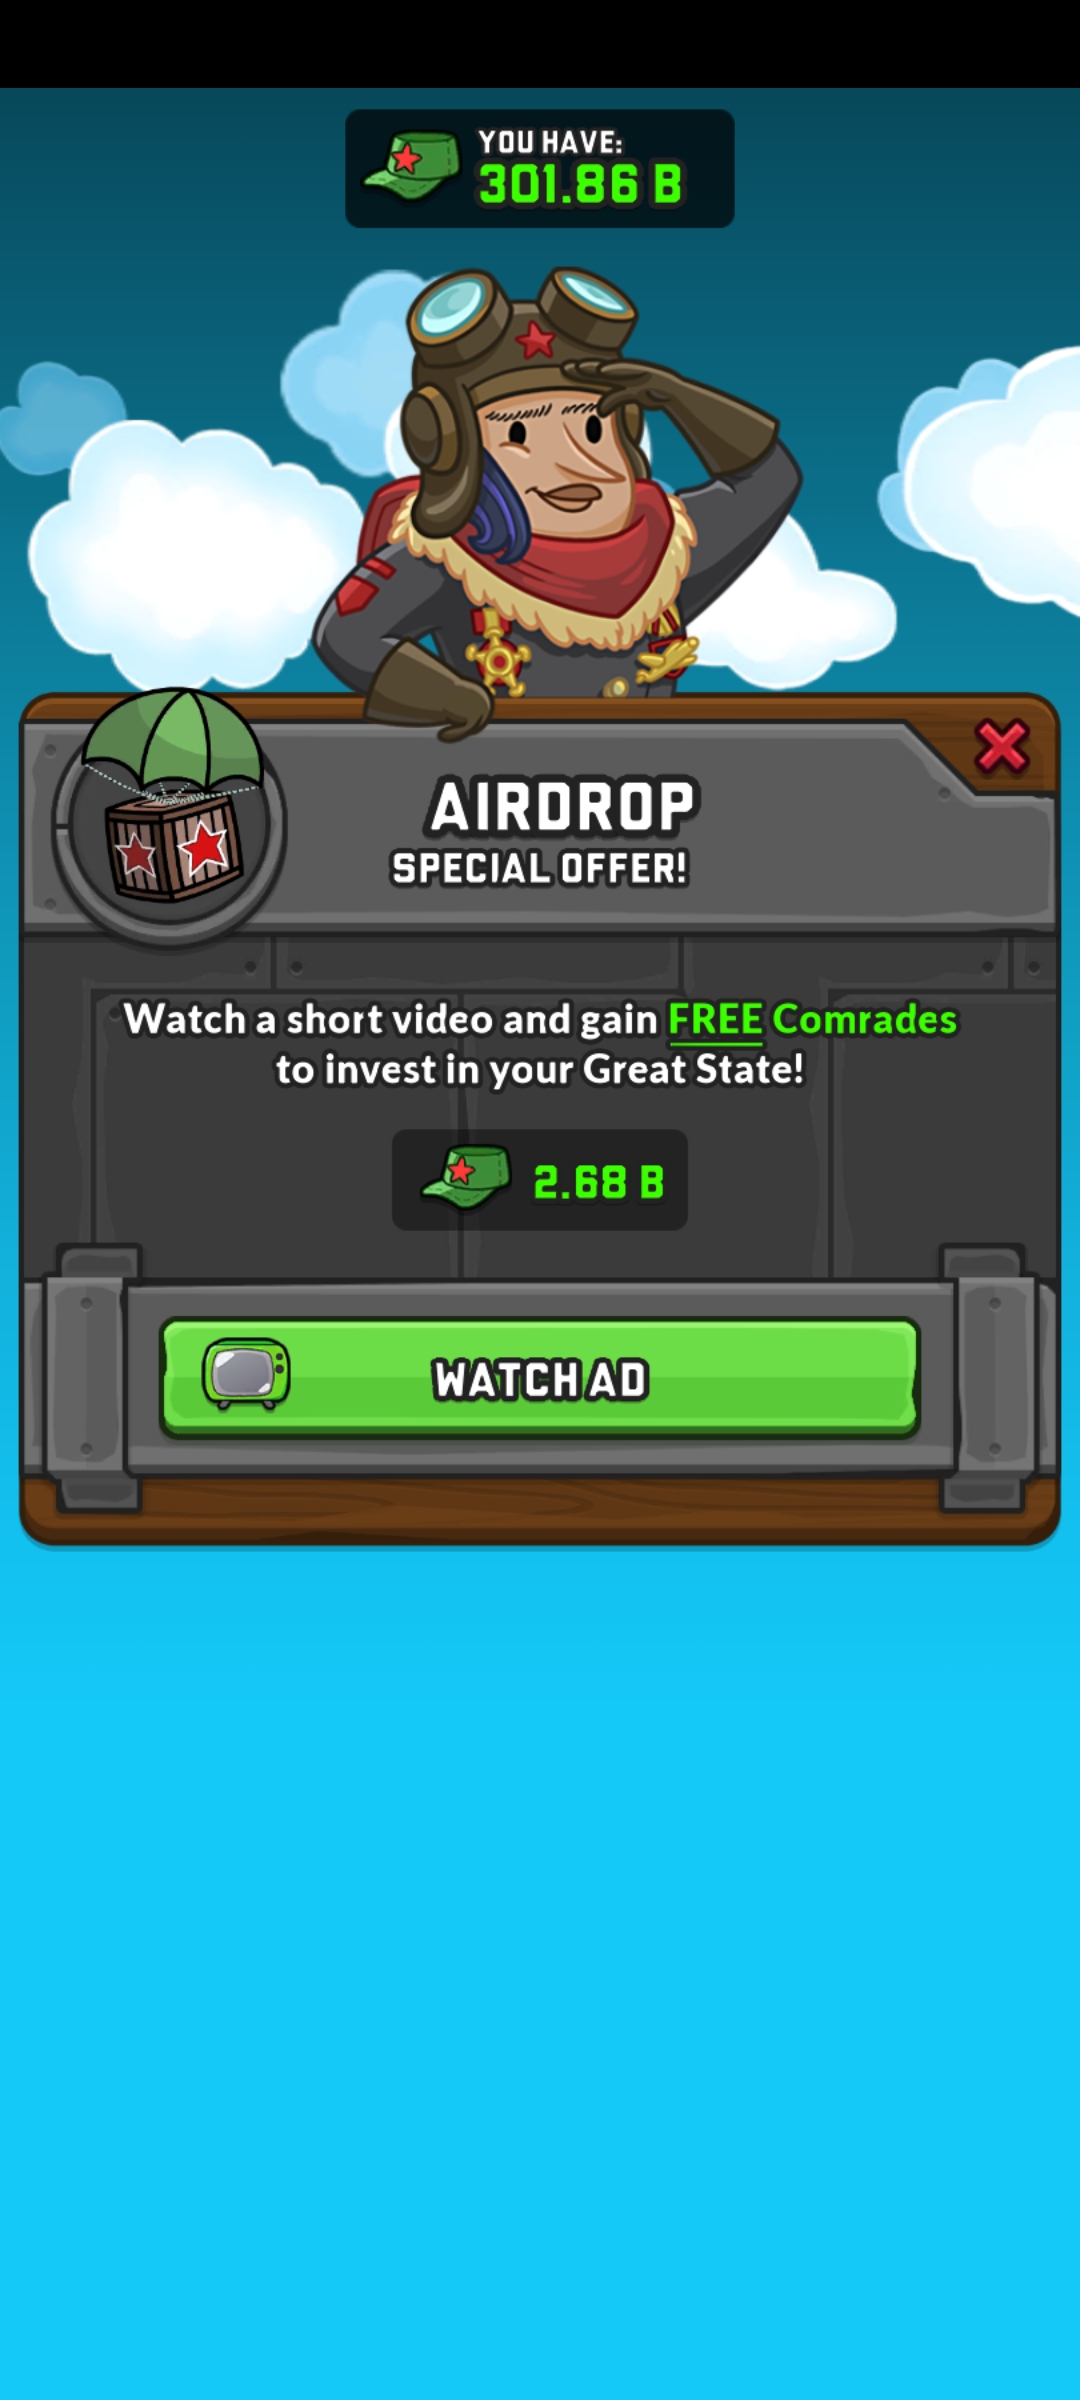 YOU HAVE:
301.86 B
AIRDROP
SPECIAL OFFER!
Watch a short video and gain FREE Comrades
to invest in your Great State!
2.68 B
WATCH AD